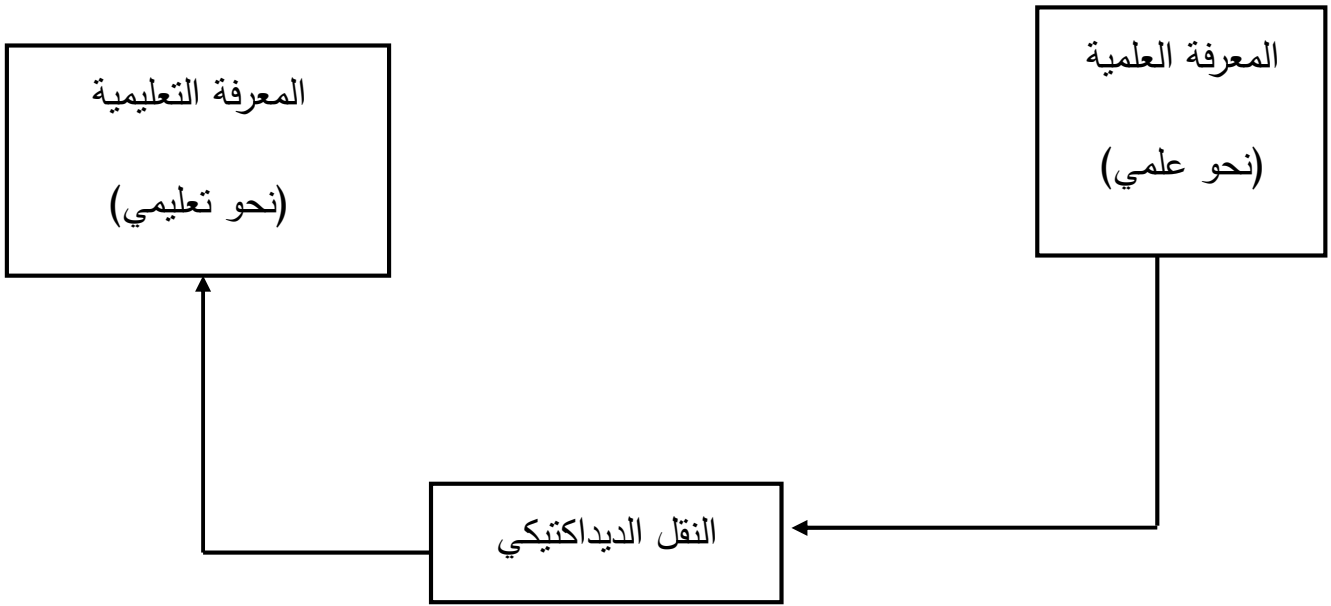 المعرفة العلمية
(نحو علمي)
المعرفة التعليمية
(نحو تعليمي)
النقل الديداكتيكي